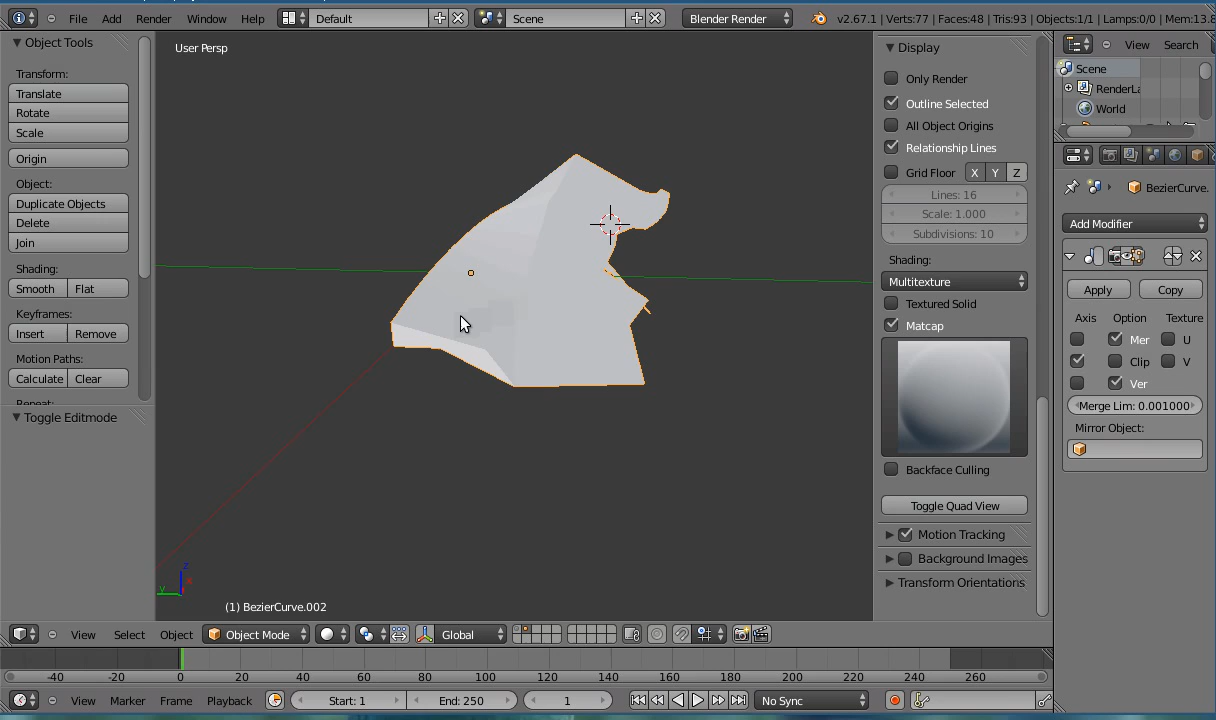 File Add Render Window Help Default Scene Blender Render v2.67.1 | Verts:77 | Faces:48 | Tris:93 | Objects:1/1 | Lamps:0/0 | Mem:13.8
Object Tools
Transform:
Translate
Rotate
Scale
Origin
Object:
Duplicate Objects
Delete
Join
Shading:
Smooth Flat
Keyframes:
Insert Remove
Motion Paths:
Calculate Clear
Repeat:
Toggle Editmode
User Persp
z
x
y
(1) BezierCurve.002
Display
Only Render
Outline Selected
All Object Origins
Relationship Lines
Grid Floor X Y Z
Lines: 16
Scale: 1.000
Subdivisions: 10
Shading:
Multitexture
Textured Solid
Matcap
Backface Culling
Toggle Quad View
Motion Tracking
Background Images
Transform Orientations
View Search
Scene
RenderLa
World
BezierCurve.
Add Modifier
Apply Copy
Axis Option Texture
Mer U
Clip V
Ver
Merge Lim: 0.001000
Mirror Object:
View Select Object Object Mode Global
-40 -20 0 20 40 60 80 100 120 140 160 180 200 220 240 260
View Marker Frame Playback Start: 1 End: 250 1 No Sync